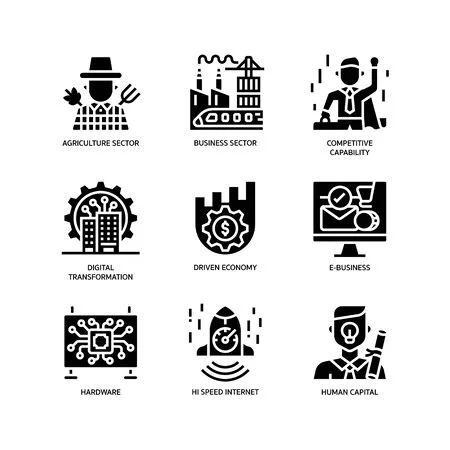 AGRICULTURE SECTOR
BUSINESS SECTOR
COMPETITIVE
CAPABILITY
DIGITAL
TRANSFORMATION
DRIVEN ECONOMY
E-BUSINESS
HARDWARE
HI SPEED INTERNET
HUMAN CAPITAL